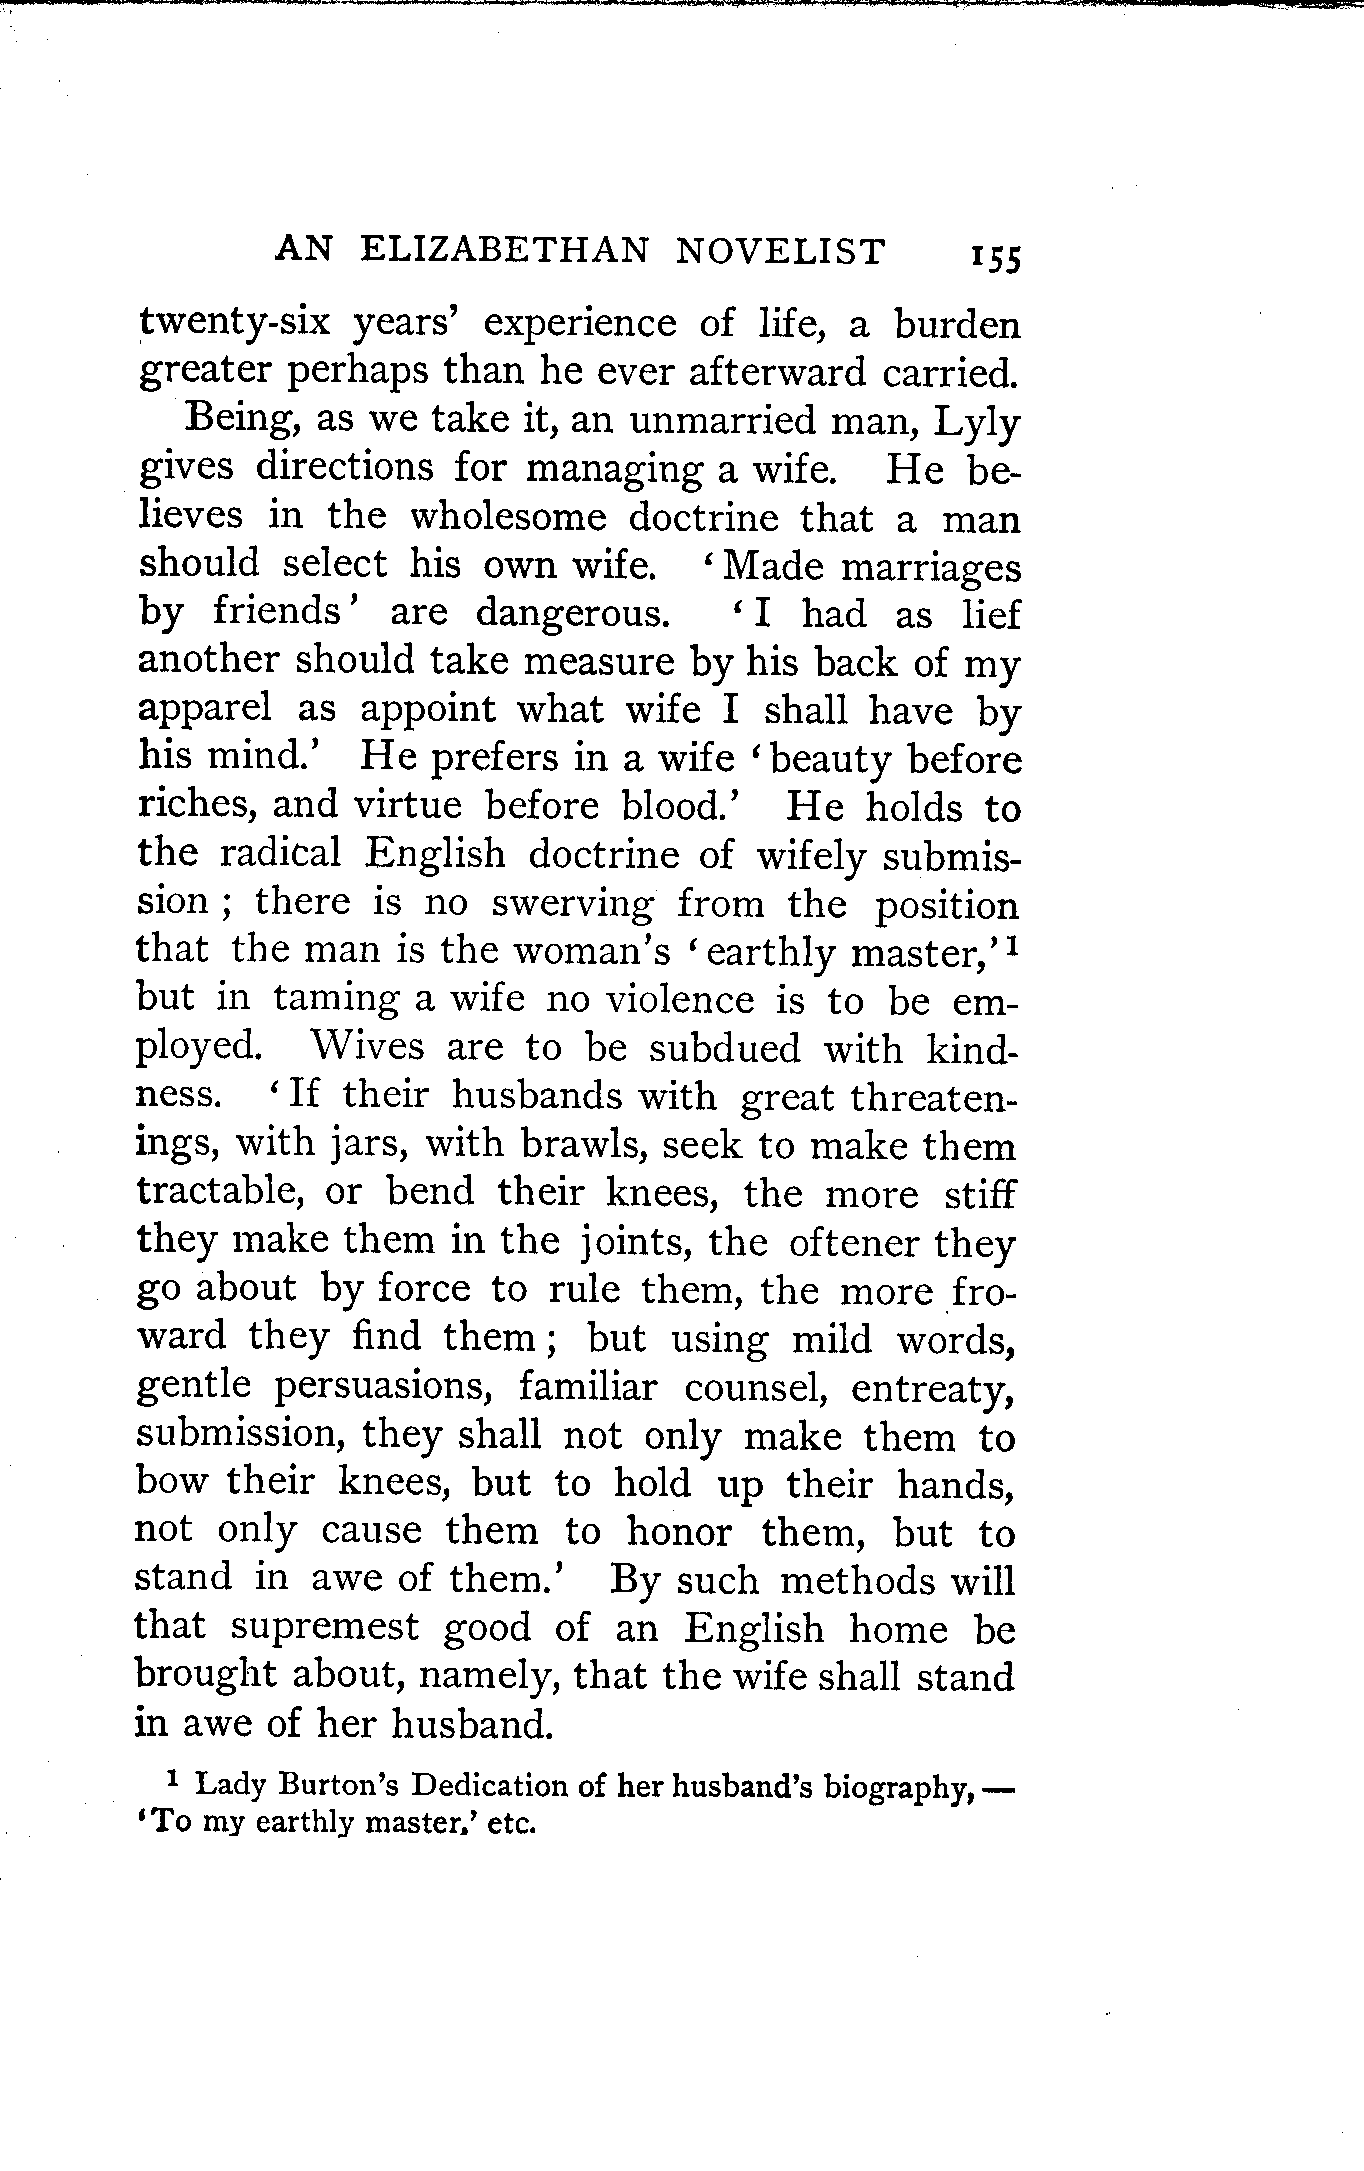 AN ELIZABETHAN NOVELIST 155
twenty-six years' experience of life, a burden
greater perhaps than he ever afterward carried.
Being, as we take it, an unmarried man, Lyly
gives directions for managing a wife. He be-
lieves in the wholesome doctrine that a man
should select his own wife. 'Made marriages
by friends' are dangerous. 'I had as lief
another should take measure by his back of my
apparel as appoint what wife I shall have by
his mind.' He prefers in a wife 'beauty before
riches, and virtue before blood.' He holds to
the radical English doctrine of wifely submis-
sion ; there is no swerving from the position
that the man is the woman's 'earthly master,'¹
but in taming a wife no violence is to be em-
ployed. Wives are to be subdued with kind-
ness. 'If their husbands with great threaten-
ings, with jars, with brawls, seek to make them
tractable, or bend their knees, the more stiff
they make them in the joints, the oftener they
go about by force to rule them, the more fro-
ward they find them ; but using mild words,
gentle persuasions, familiar counsel, entreaty,
submission, they shall not only make them to
bow their knees, but to hold up their hands,
not only cause them to honor them, but to
stand in awe of them.' By such methods will
that supremest good of an English home be
brought about, namely, that the wife shall stand
in awe of her husband.
¹ Lady Burton's Dedication of her husband's biography,—
'To my earthly master,' etc.